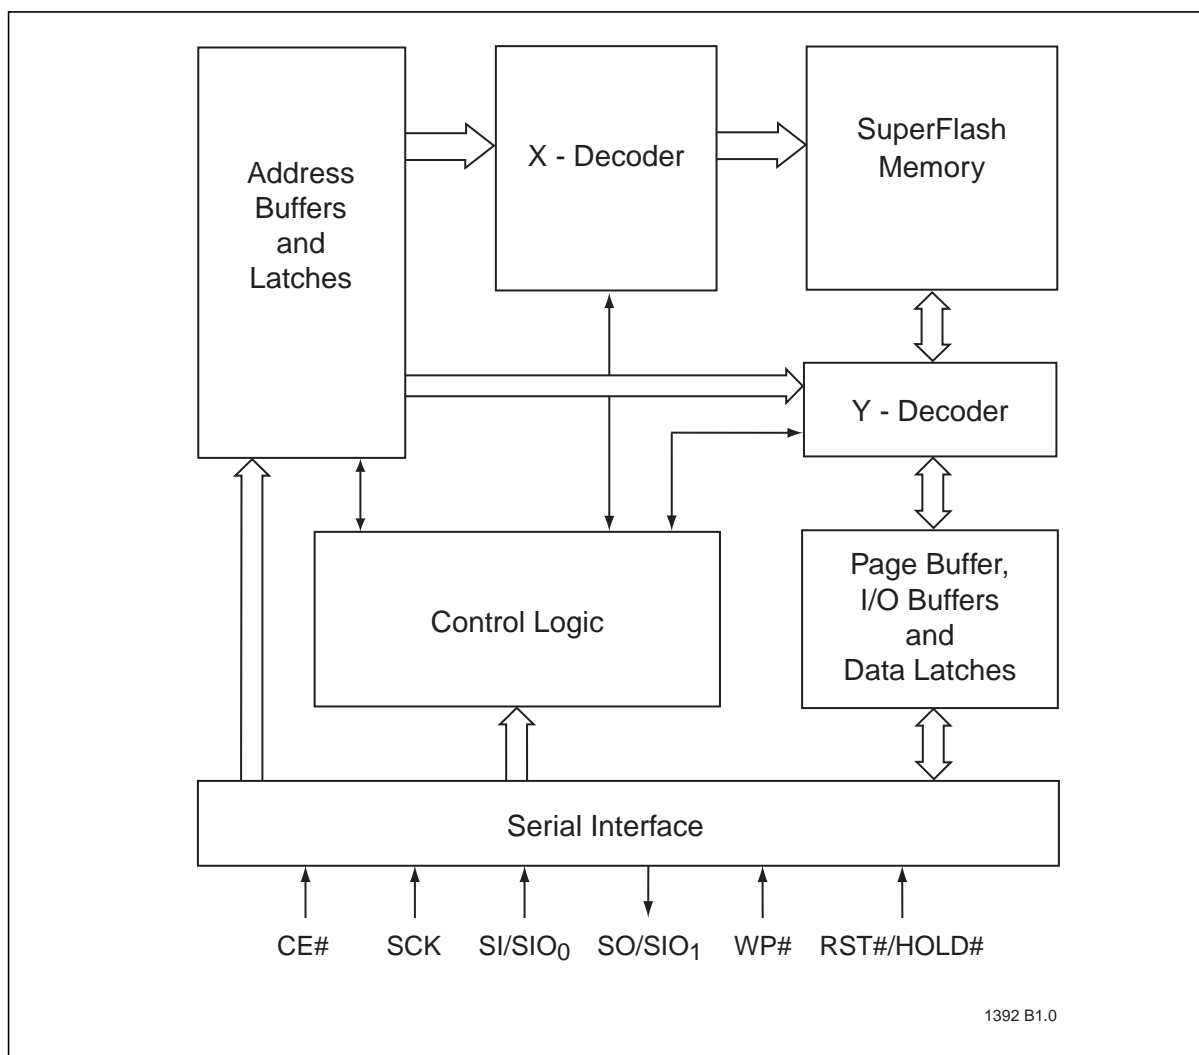 Address
Buffers
and
Latches
X - Decoder
SuperFlash
Memory
Y - Decoder
Control Logic
Page Buffer,
I/O Buffers
and
Data Latches
Serial Interface
CE#
SCK
SI/SIO0
SO/SIO1
WP#
RST#/HOLD#
1392 B1.0